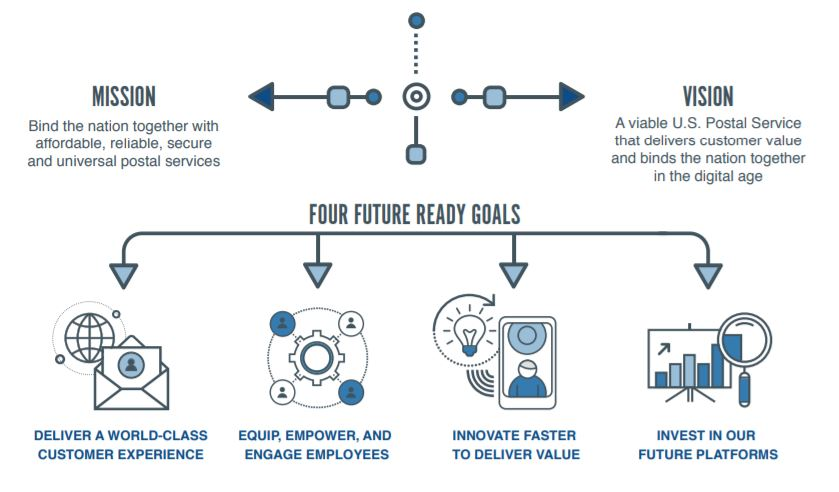 MISSION
Bind the nation together with
affordable, reliable, secure
and universal postal services
VISION
A viable U.S. Postal Service
that delivers customer value
and binds the nation together
in the digital age
FOUR FUTURE READY GOALS
DELIVER A WORLD-CLASS
CUSTOMER EXPERIENCE
EQUIP, EMPOWER, AND
ENGAGE EMPLOYEES
INNOVATE FASTER
TO DELIVER VALUE
INVEST IN OUR
FUTURE PLATFORMS